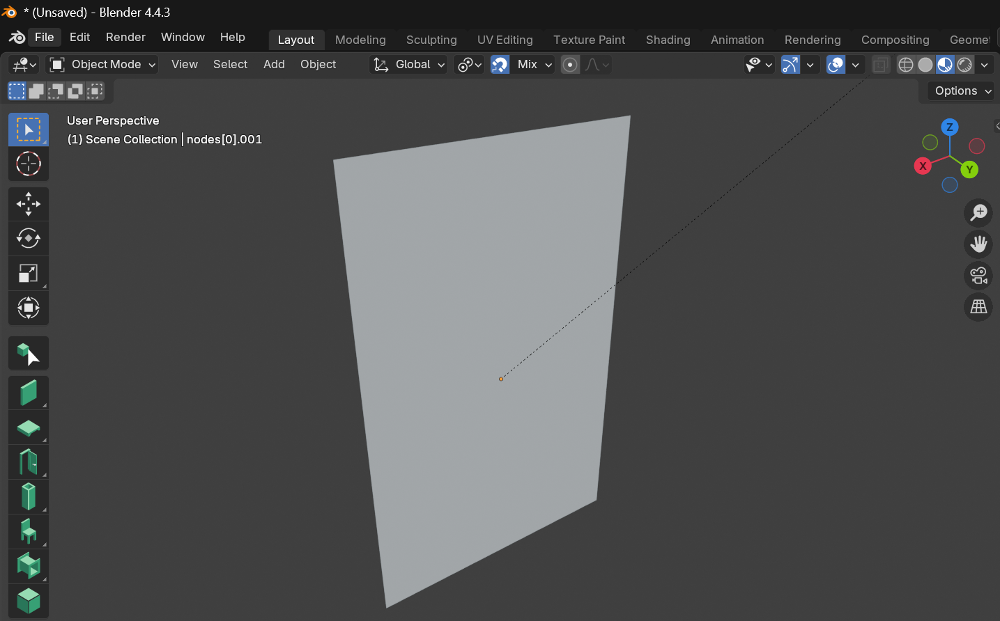 * (Unsaved) - Blender 4.4.3
File Edit Render Window Help Layout Modeling Sculpting UV Editing Texture Paint Shading Animation Rendering Compositing Geomet
Object Mode View Select Add Object Global Mix
Options
User Perspective
(1) Scene Collection | nodes[0].001
Z
X Y